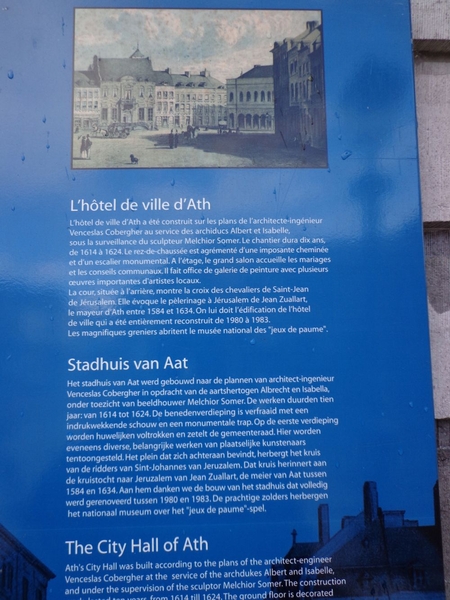 L'hôtel de ville d'Ath
L'hôtel de ville d'Ath a été construit sur les plans de l'architecte-ingénieur
Venceslas Cobergher au service des archiducs Albert et Isabelle,
sous la surveillance du sculpteur Melchior Somer. Le chantier dura dix ans,
de 1614 à 1624. Le rez-de-chaussée est agrémenté d'une imposante cheminée
et d'un escalier monumental. A l'étage, le grand salon accueille les mariages
et les conseils communaux. Il fait office de galerie de peinture avec plusieurs
œuvres importantes d'artistes locaux.
La cour, située à l'arrière, montre la croix des chevaliers de Saint-Jean
de Jérusalem. Elle évoque le pèlerinage à Jérusalem de Jean Zuallart,
le mayeur d'Ath entre 1584 et 1634. On lui doit l'édification de l'hôtel
de ville qui a été entièrement reconstruit de 1980 à 1983.
Les magnifiques greniers abritent le musée national des "jeux de paume".
Stadhuis van Aat
Het stadhuis van Aat werd gebouwd naar de plannen van architect-ingenieur
Venceslas Cobergher in opdracht van de aartshertogen Albrecht en Isabella,
onder toezicht van beeldhouwer Melchior Somer. De werken duurden tien
jaar: van 1614 tot 1624. De benedenverdieping is verfraaid met een
indrukwekkende schouw en een monumentale trap. Op de eerste verdieping
worden huwelijken voltrokken en zetelt de gemeenteraad. Hier worden
eveneens diverse, belangrijke werken van plaatselijke kunstenaars
tentoongesteld. Het plein dat zich achteraan bevindt, herbergt het kruis
van de ridders van Sint-Johannes van Jeruzalem. Dat kruis herinnert aan
de kruistocht naar Jeruzalem van Jean Zuallart, de meier van Aat tussen
1584 en 1634. Aan hem danken we de bouw van het stadhuis dat volledig
werd gerenoveerd tussen 1980 en 1983. De prachtige zolders herbergen
het nationaal museum over het "jeux de paume"-spel.
The City Hall of Ath
Ath's City Hall was built according to the plans of the architect-engineer
Venceslas Cobergher at the service of the archdukes Albert and Isabelle,
and under the supervision of the sculptor Melchior Somer. The construction
ten years, from 1614 till 1624. The ground floor is decorated